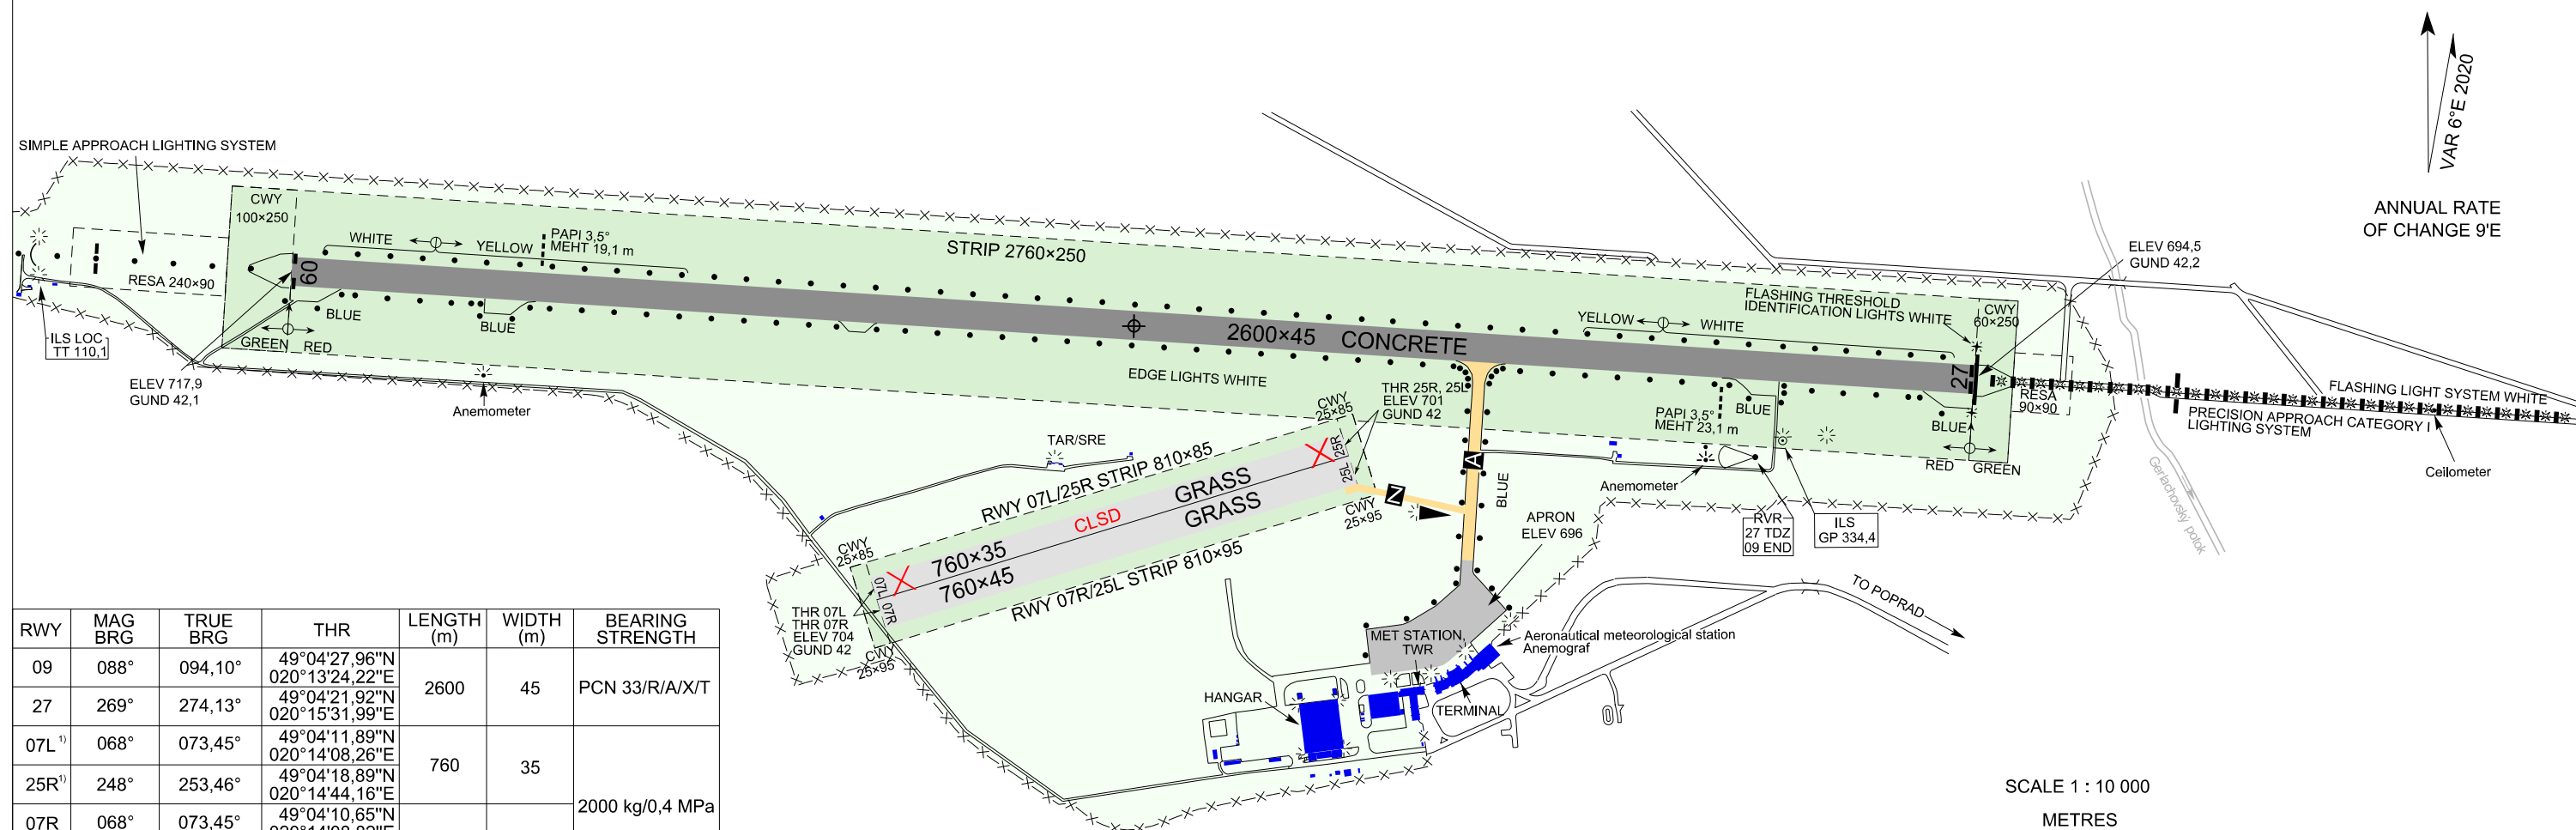 VAR 6°E 2020
ANNUAL RATE
OF CHANGE 9'E
SIMPLE APPROACH LIGHTING SYSTEM
CWY
100×250
WHITE
YELLOW
PAPI 3,5°
MEHT 19,1 m
STRIP 2760×250
RESA 240×90
09
BLUE
BLUE
GREEN
RED
ILS LOC
TT 110,1
ELEV 717,9
GUND 42,1
Anemometer
2600×45 CONCRETE
EDGE LIGHTS WHITE
FLASHING THRESHOLD
IDENTIFICATION LIGHTS WHITE
YELLOW
WHITE
CWY
60×250
ELEV 694,5
GUND 42,2
27
RESA
90×90
FLASHING LIGHT SYSTEM WHITE
PRECISION APPROACH CATEGORY I
LIGHTING SYSTEM
Ceilometer
Gerlachovský potok
PAPI 3,5°
MEHT 23,1 m
BLUE
BLUE
RED
GREEN
Anemometer
RVR
27 TDZ
09 END
ILS
GP 334,4
THR 25R, 25L
ELEV 701
GUND 42
CWY
25×85
TAR/SRE
RWY 07L/25R STRIP 810×85
25R
25L
GRASS
CLSD
GRASS
760×35
760×45
CWY
25×85
07L
07R
RWY 07R/25L STRIP 810×95
CWY
25×95
CWY
25×95
THR 07L
THR 07R
ELEV 704
GUND 42
A
N
BLUE
APRON
ELEV 696
MET STATION,
TWR
Aeronautical meteorological station
Anemograf
TERMINAL
HANGAR
TO POPRAD
RWY MAG BRG TRUE BRG THR LENGTH (m) WIDTH (m) BEARING STRENGTH
09 088° 094,10° 49°04'27,96"N 020°13'24,22"E 2600 45 PCN 33/R/A/X/T
27 269° 274,13° 49°04'21,92"N 020°15'31,99"E
07L 1) 068° 073,45° 49°04'11,89"N 020°14'08,26"E 760 35
25R 1) 248° 253,46° 49°04'18,89"N 020°14'44,16"E
2000 kg/0,4 MPa
07R 068° 073,45° 49°04'10,65"N
SCALE 1 : 10 000
METRES